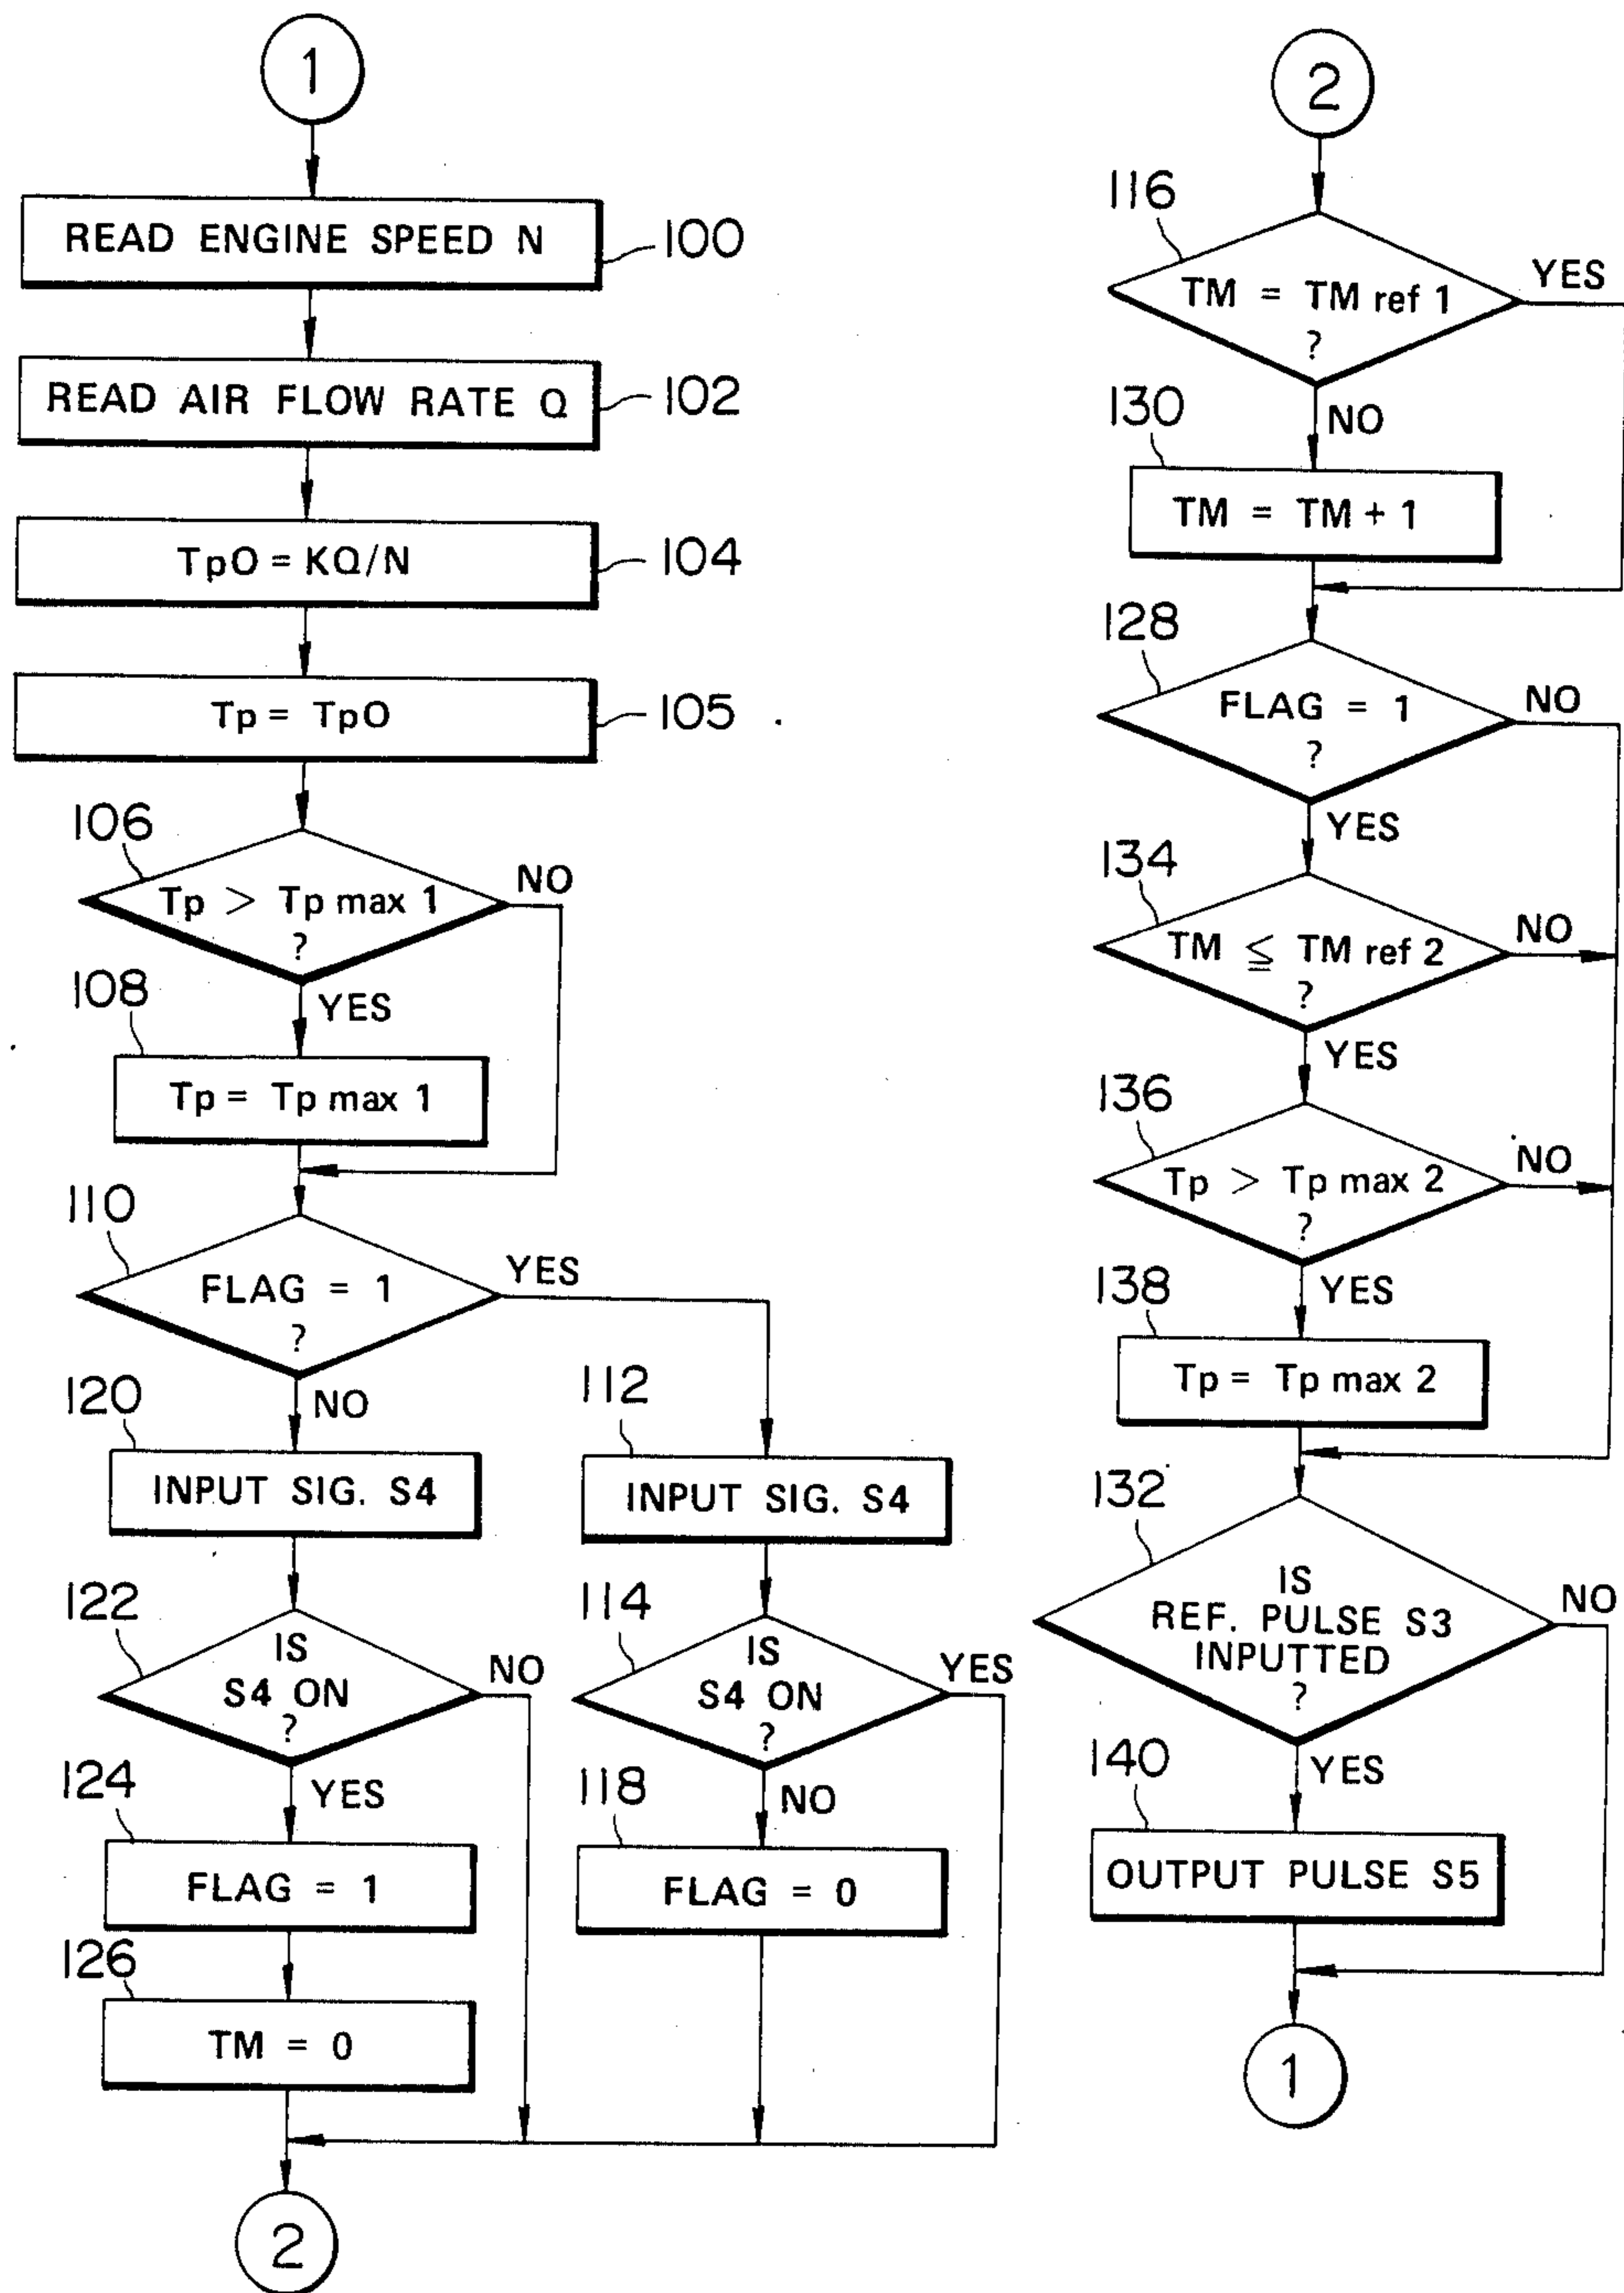 1
READ ENGINE SPEED N
100
READ AIR FLOW RATE Q
102
TpO = KQ/N
104
Tp = TpO
105
106
Tp > Tp max 1
?
NO
YES
108
Tp = Tp max 1
110
FLAG = 1
?
YES
NO
120
INPUT SIG. S4
112
INPUT SIG. S4
122
IS
S4 ON
?
NO
YES
114
IS
S4 ON
?
YES
NO
124
FLAG = 1
118
FLAG = 0
126
TM = 0
2
2
116
TM = TM ref 1
?
YES
NO
130
TM = TM + 1
128
FLAG = 1
?
NO
YES
134
TM ≦ TM ref 2
?
NO
YES
136
Tp > Tp max 2
?
NO
YES
138
Tp = Tp max 2
132
IS
REF. PULSE S3
INPUTTED
?
NO
YES
140
OUTPUT PULSE S5
1